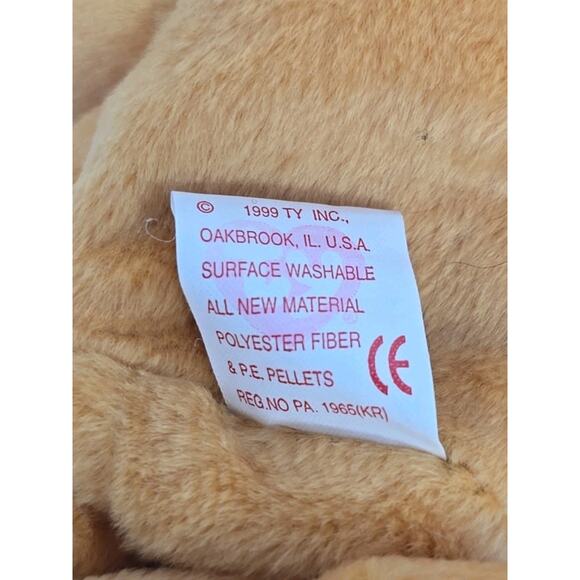 © 1999 TY INC.,
OAKBROOK, IL. U.S.A.
SURFACE WASHABLE
ALL NEW MATERIAL
POLYESTER FIBER
& P.E. PELLETS
REG.NO PA. 1965(KR)
CE
®